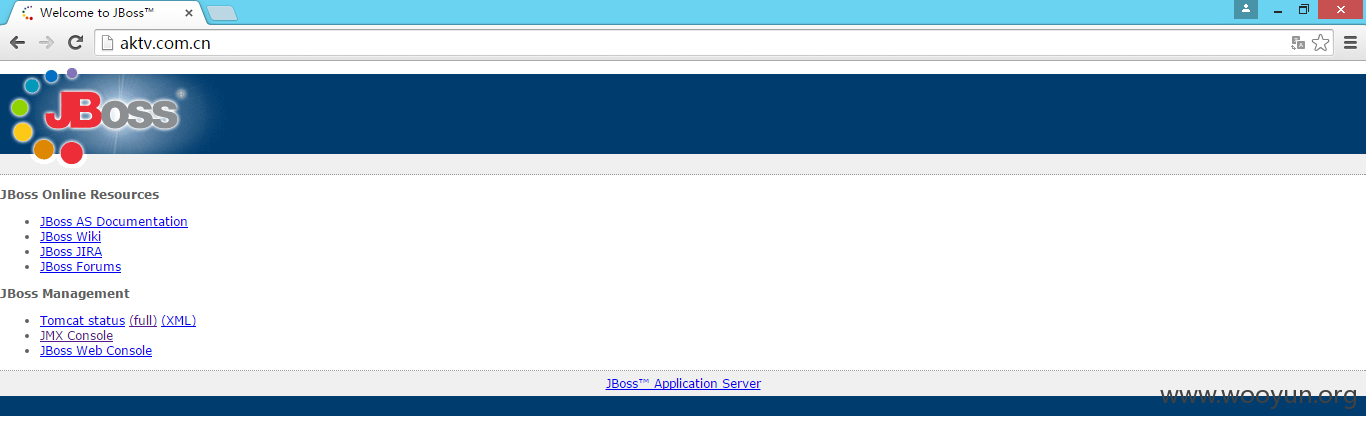 Welcome to JBoss™
aktv.com.cn
JBoss®
JBoss Online Resources
JBoss AS Documentation
JBoss Wiki
JBoss JIRA
JBoss Forums
JBoss Management
Tomcat status (full) (XML)
JMX Console
JBoss Web Console
JBoss™ Application Server
www.wooyun.org